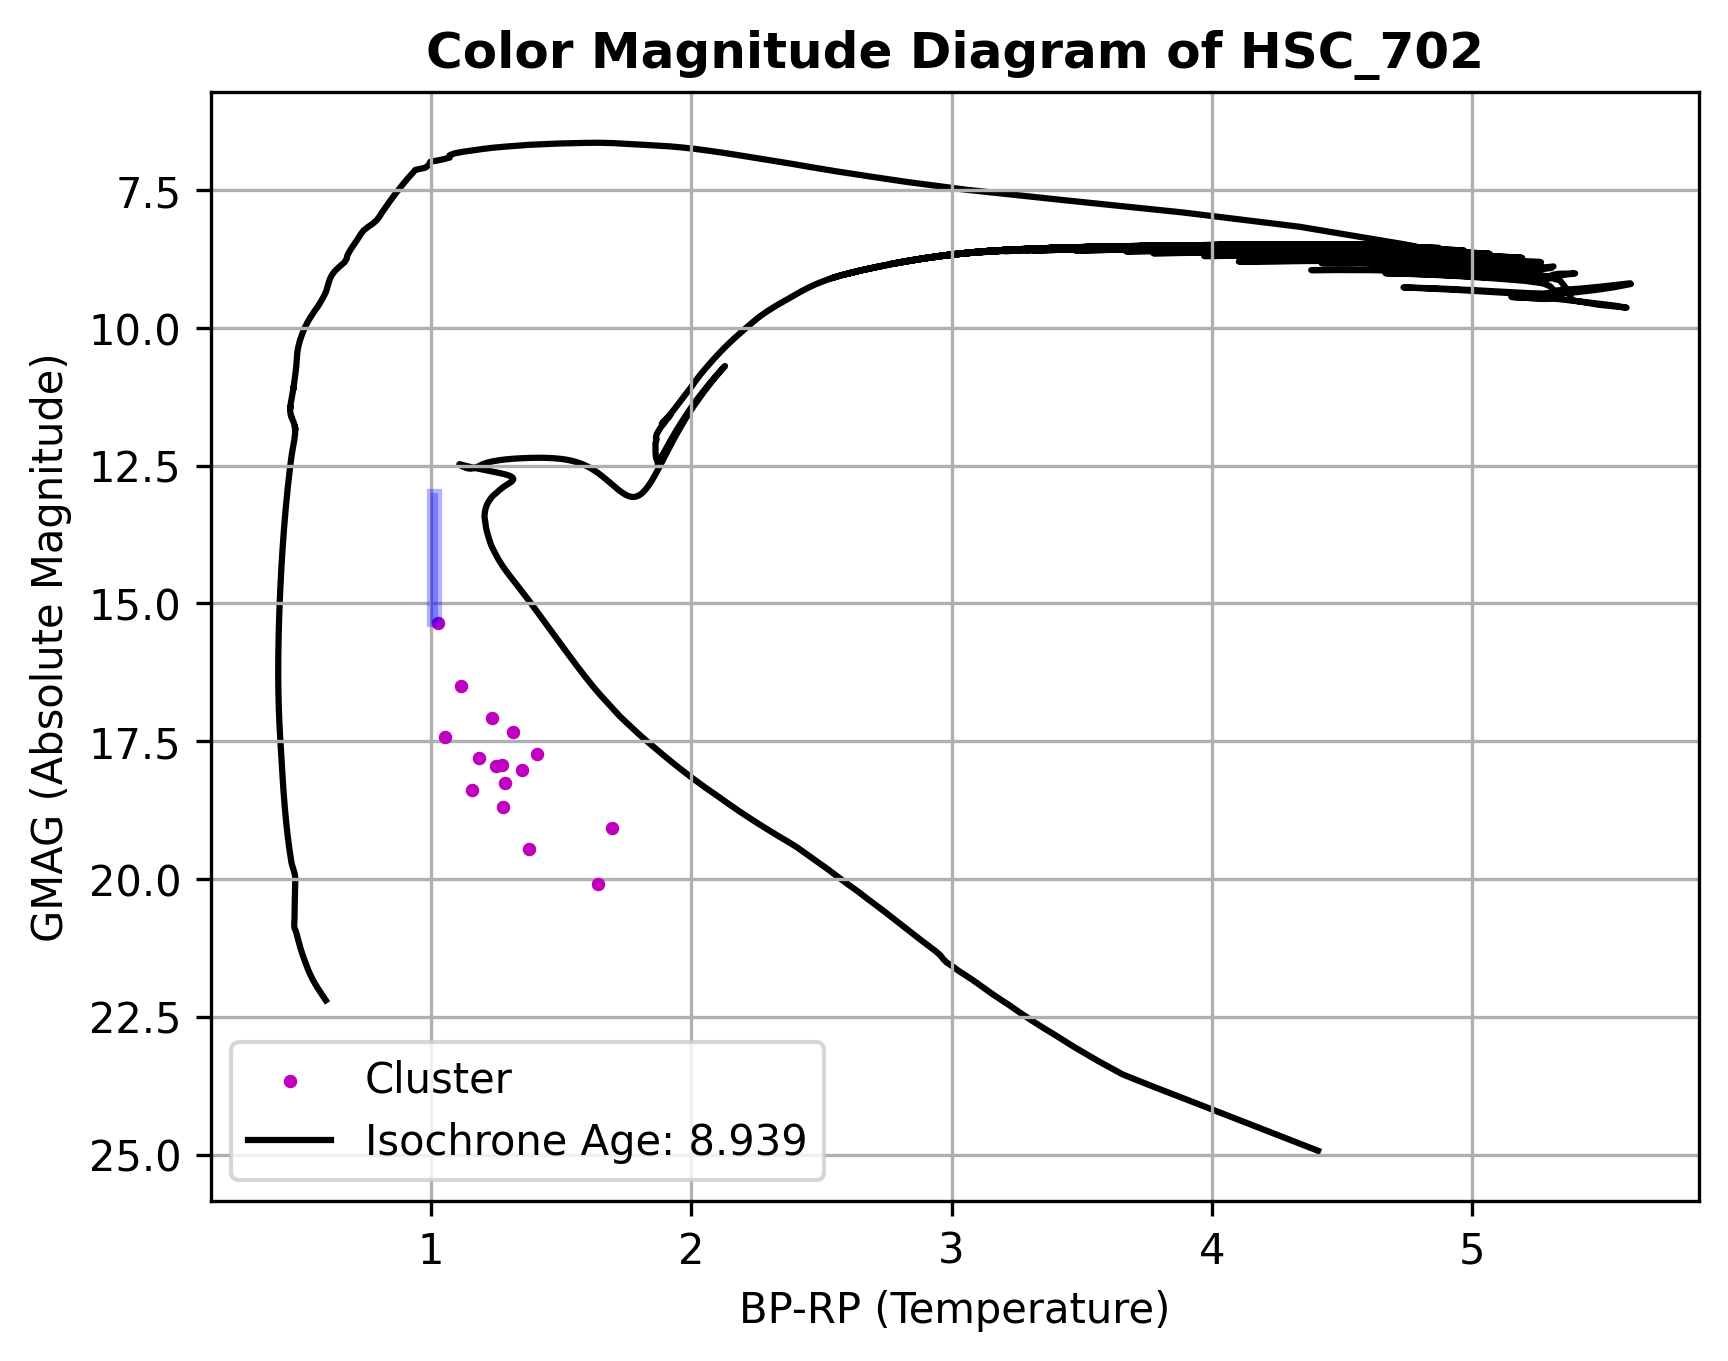 Color Magnitude Diagram of HSC_702
GMAG (Absolute Magnitude)
7.5
10.0
12.5
15.0
17.5
20.0
22.5
25.0
Cluster
Isochrone Age: 8.939
1 2 3 4 5
BP-RP (Temperature)